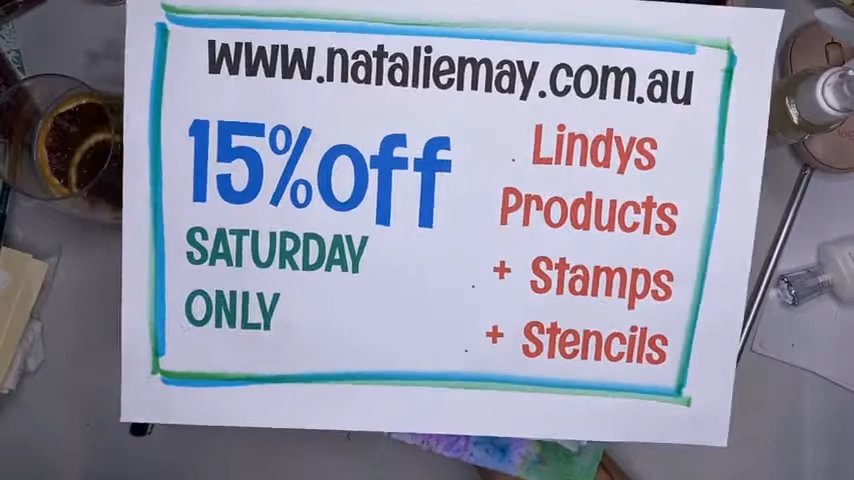 www.nataliemay.com.au
15%off
SATURDAY
ONLY
Lindys
Products
+ Stamps
+ Stencils